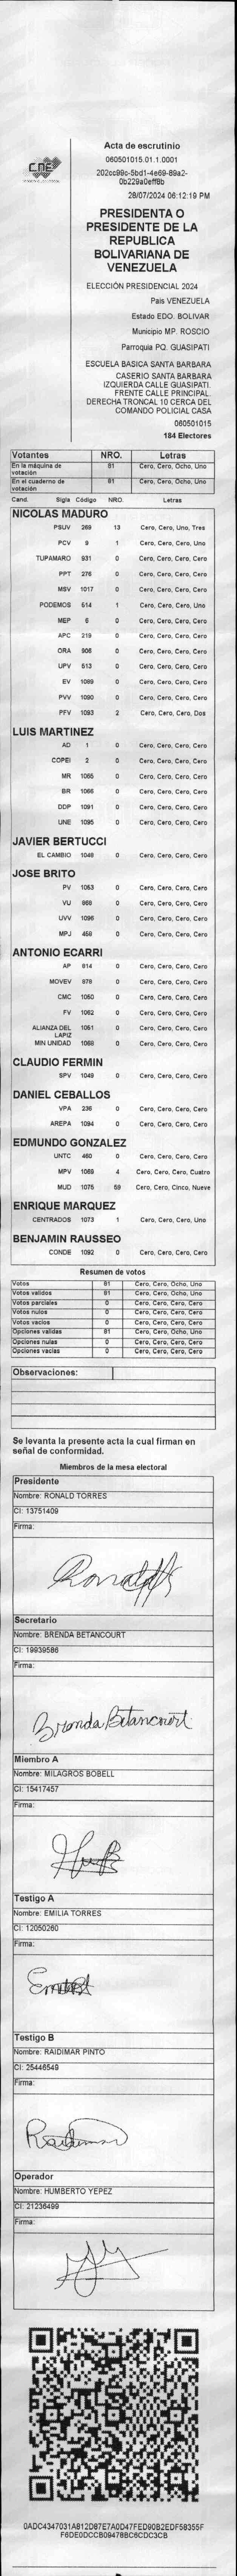 CNE
Acta de escrutinio
060501015.01.1.0001
202cc99c-5bd1-4e69-89a2-
0b229a0eff8b
28/07/2024 06:12:19 PM
PRESIDENTA O
PRESIDENTE DE LA
REPUBLICA
BOLIVARIANA DE
VENEZUELA
ELECCIÓN PRESIDENCIAL 2024
Pais VENEZUELA
Estado EDO. BOLIVAR
Municipio MP. ROSCIO
Parroquia PQ. GUASIPATI
ESCUELA BASICA SANTA BARBARA
CASERIO SANTA BARBARA
IZQUIERDA CALLE GUASIPATI.
FRENTE CALLE PRINCIPAL.
DERECHA TRONCAL 10 CERCA DEL
COMANDO POLICIAL CASA
060501015
184 Electores
Votantes NRO. Letras
En la máquina de votación 81 Cero, Cero, Ocho, Uno
En el cuaderno de votación 81 Cero, Cero, Ocho, Uno
Cand. Sigla Código NRO. Letras
NICOLAS MADURO
PSUV 269 13 Cero, Cero, Uno, Tres
PCV 9 1 Cero, Cero, Cero, Uno
TUPAMARO 931 0 Cero, Cero, Cero, Cero
PPT 276 0 Cero, Cero, Cero, Cero
MSV 1017 0 Cero, Cero, Cero, Cero
PODEMOS 514 1 Cero, Cero, Cero, Uno
MEP 6 0 Cero, Cero, Cero, Cero
APC 219 0 Cero, Cero, Cero, Cero
ORA 906 0 Cero, Cero, Cero, Cero
UPV 613 0 Cero, Cero, Cero, Cero
EV 1089 0 Cero, Cero, Cero, Cero
PVV 1090 0 Cero, Cero, Cero, Cero
PFV 1093 2 Cero, Cero, Cero, Dos
LUIS MARTINEZ
AD 1 0 Cero, Cero, Cero, Cero
COPEI 2 0 Cero, Cero, Cero, Cero
MR 1065 0 Cero, Cero, Cero, Cero
BR 1066 0 Cero, Cero, Cero, Cero
DDP 1091 0 Cero, Cero, Cero, Cero
UNE 1095 0 Cero, Cero, Cero, Cero
JAVIER BERTUCCI
EL CAMBIO 1048 0 Cero, Cero, Cero, Cero
JOSE BRITO
PV 1053 0 Cero, Cero, Cero, Cero
VU 868 0 Cero, Cero, Cero, Cero
UVV 1096 0 Cero, Cero, Cero, Cero
MPJ 458 0 Cero, Cero, Cero, Cero
ANTONIO ECARRI
AP 814 0 Cero, Cero, Cero, Cero
MOVEV 878 0 Cero, Cero, Cero, Cero
CMC 1050 0 Cero, Cero, Cero, Cero
FV 1062 0 Cero, Cero, Cero, Cero
ALIANZA DEL LAPIZ 1051 0 Cero, Cero, Cero, Cero
MIN UNIDAD 1068 0 Cero, Cero, Cero, Cero
CLAUDIO FERMIN
SPV 1049 0 Cero, Cero, Cero, Cero
DANIEL CEBALLOS
VPA 236 0 Cero, Cero, Cero, Cero
AREPA 1094 0 Cero, Cero, Cero, Cero
EDMUNDO GONZALEZ
UNTC 460 0 Cero, Cero, Cero, Cero
MPV 1069 4 Cero, Cero, Cero, Cuatro
MUD 1075 59 Cero, Cero, Cinco, Nueve
ENRIQUE MARQUEZ
CENTRADOS 1073 1 Cero, Cero, Cero, Uno
BENJAMIN RAUSSEO
CONDE 1092 0 Cero, Cero, Cero, Cero
Resumen de votos
Votos 81 Cero, Cero, Ocho, Uno
Votos validos 81 Cero, Cero, Ocho, Uno
Votos parciales 0 Cero, Cero, Cero, Cero
Votos nulos 0 Cero, Cero, Cero, Cero
Votos vacios 0 Cero, Cero, Cero, Cero
Opciones validas 81 Cero, Cero, Ocho, Uno
Opciones nulas 0 Cero, Cero, Cero, Cero
Opciones vacias 0 Cero, Cero, Cero, Cero
Observaciones:
Se levanta la presente acta la cual firman en
señal de conformidad.
Miembros de la mesa electoral
Presidente
Nombre: RONALD TORRES
CI: 13751409
Firma:
Secretario
Nombre: BRENDA BETANCOURT
CI: 19939586
Firma:
Brenda Betancourt
Miembro A
Nombre: MILAGROS BOBELL
CI: 15417457
Firma:
Testigo A
Nombre: EMILIA TORRES
CI: 12050260
Firma:
Testigo B
Nombre: RAIDIMAR PINTO
CI: 25446549
Firma:
Operador
Nombre: HUMBERTO YEPEZ
CI: 21236499
Firma:
0ADC4347031A812D87E7A0D47FED90B2EDF58355F
F6DE0DCCB09478BC6CDC3CB